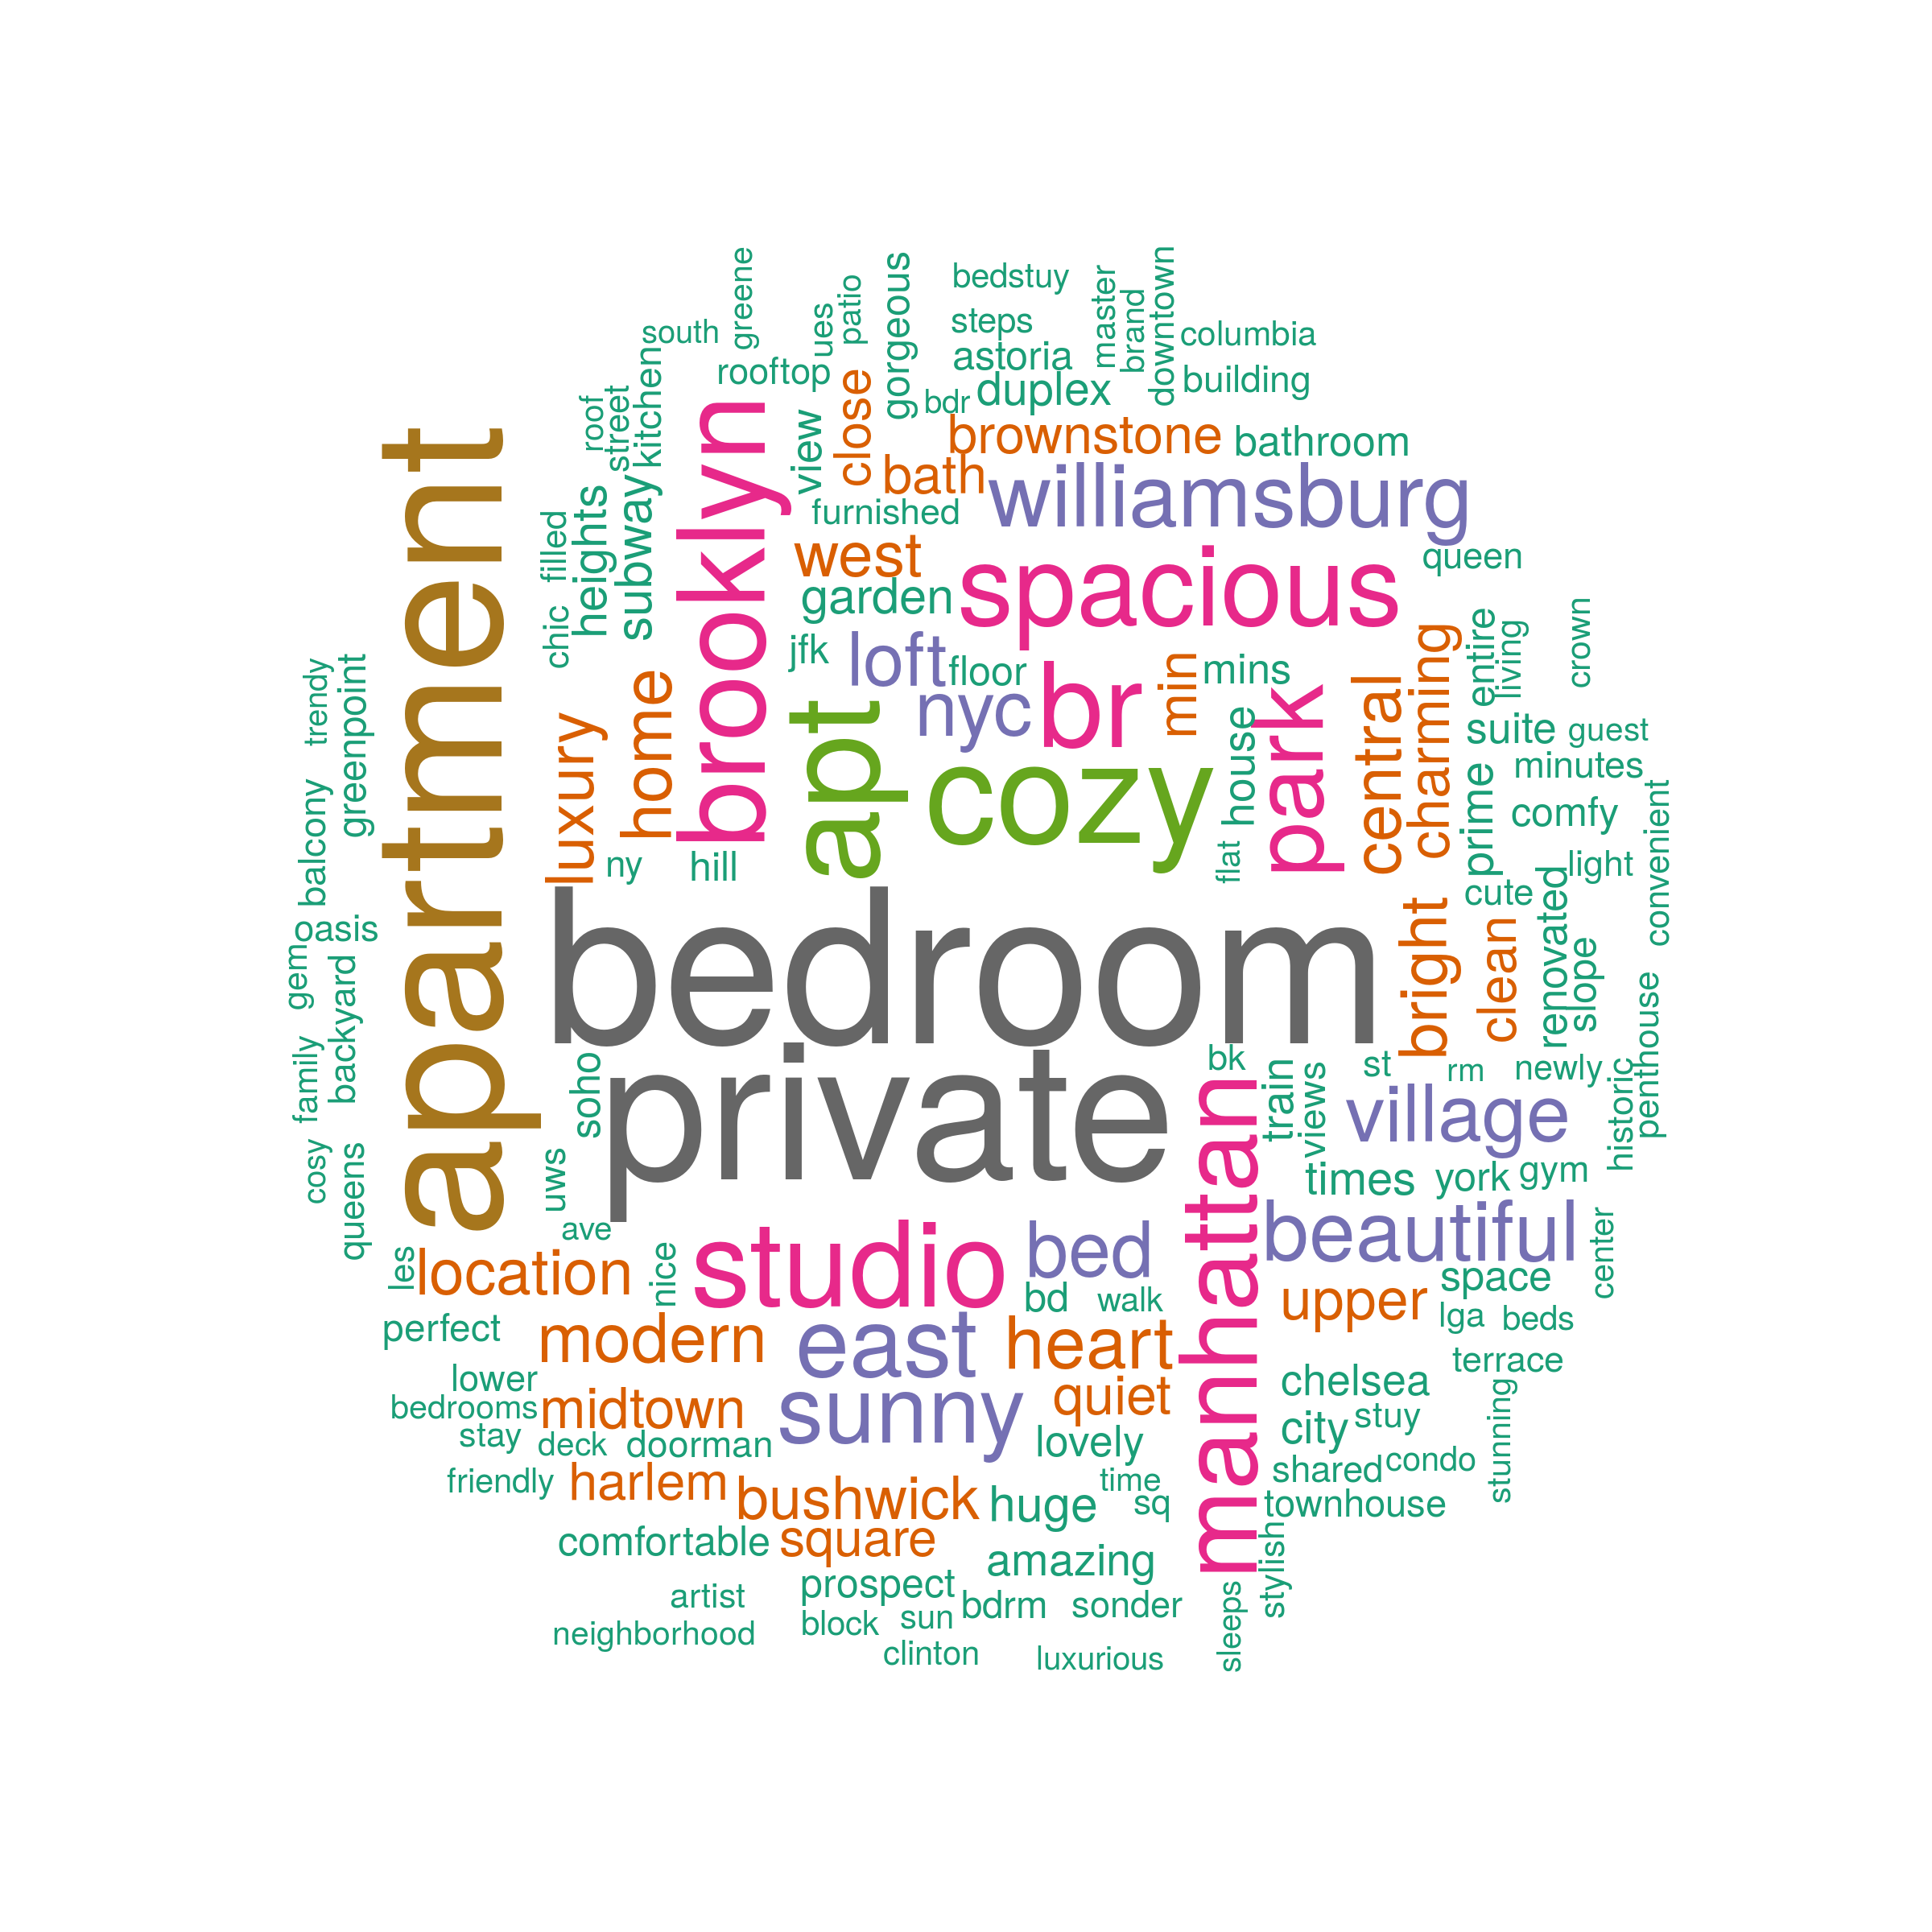 bedroom
private
apartment
cozy
apt
brooklyn
manhattan
studio
spacious
br
park
williamsburg
beautiful
village
sunny
east
bed
nyc
loft
greene
south
ues
patio
gorgeous
bedstuy
steps
astoria
master
brand
downtown
columbia
building
rooftop
close
bdr
duplex
roof
street
kitchen
view
bath
brownstone
bathroom
furnished
filled
heights
subway
west
garden
queen
chic
jfk
floor
min
mins
central
charming
entire
living
crown
trendy
greenpoint
luxury
home
house
suite
guest
minutes
balcony
prime
comfy
convenient
ny
hill
flat
light
cute
oasis
gem
backyard
bright
clean
renovated
slope
penthouse
family
soho
bk
train
views
st
rm
newly
historic
cosy
queens
uws
times
york
gym
ave
les
location
nice
bd
walk
upper
space
center
lga
beds
perfect
modern
heart
terrace
lower
bedrooms
midtown
quiet
chelsea
stay
deck
doorman
lovely
city
stuy
stunning
friendly
harlem
bushwick
huge
time
sq
shared
condo
townhouse
comfortable
square
amazing
stylish
artist
prospect
bdrm
sonder
sleeps
neighborhood
block
sun
clinton
luxurious